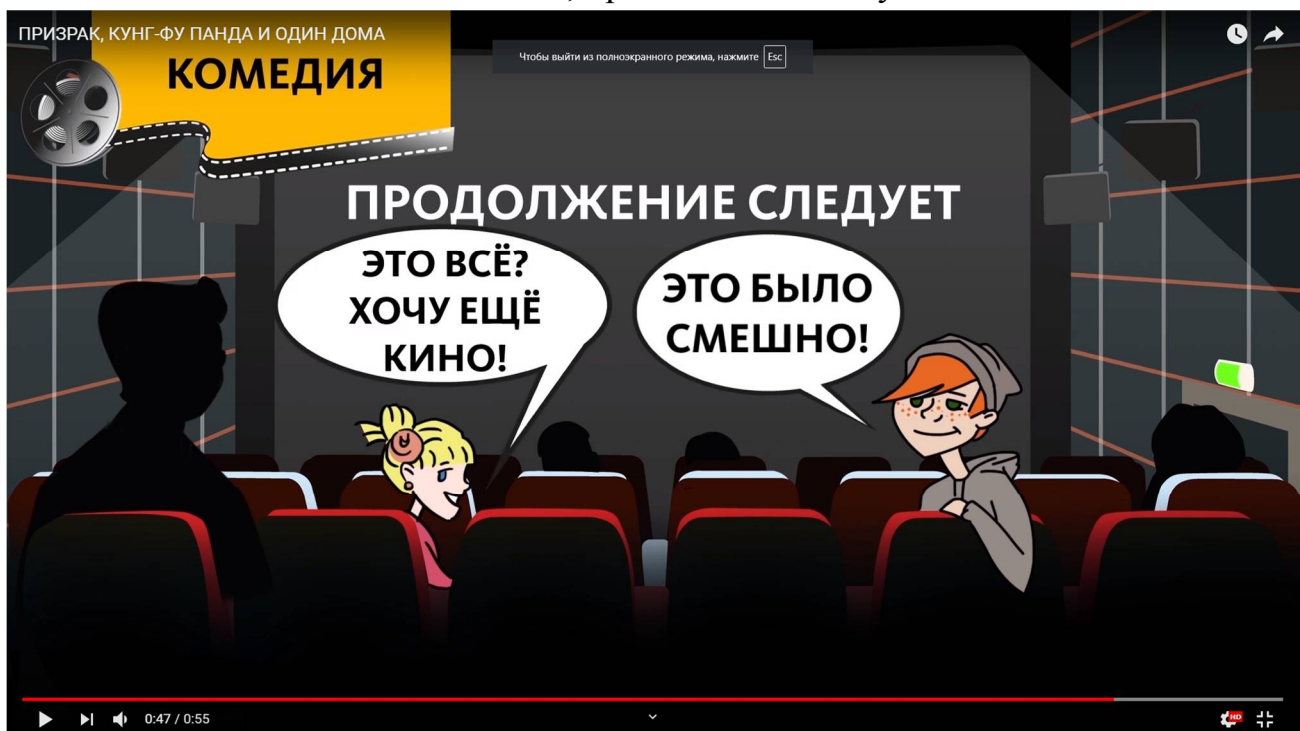 ПРИЗРАК, КУНГ-ФУ ПАНДА И ОДИН ДОМА
Чтобы выйти из полноэкранного режима, нажмите Esc
КОМЕДИЯ
ПРОДОЛЖЕНИЕ СЛЕДУЕТ
ЭТО ВСЁ?
ХОЧУ ЕЩЁ
КИНО!
ЭТО БЫЛО
СМЕШНО!
0:47 / 0:55
HD